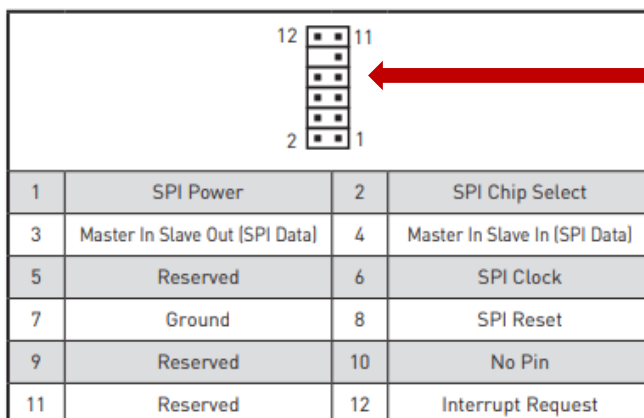 12 11
2 1
1 SPI Power 2 SPI Chip Select
3 Master In Slave Out (SPI Data) 4 Master In Slave In (SPI Data)
5 Reserved 6 SPI Clock
7 Ground 8 SPI Reset
9 Reserved 10 No Pin
11 Reserved 12 Interrupt Request